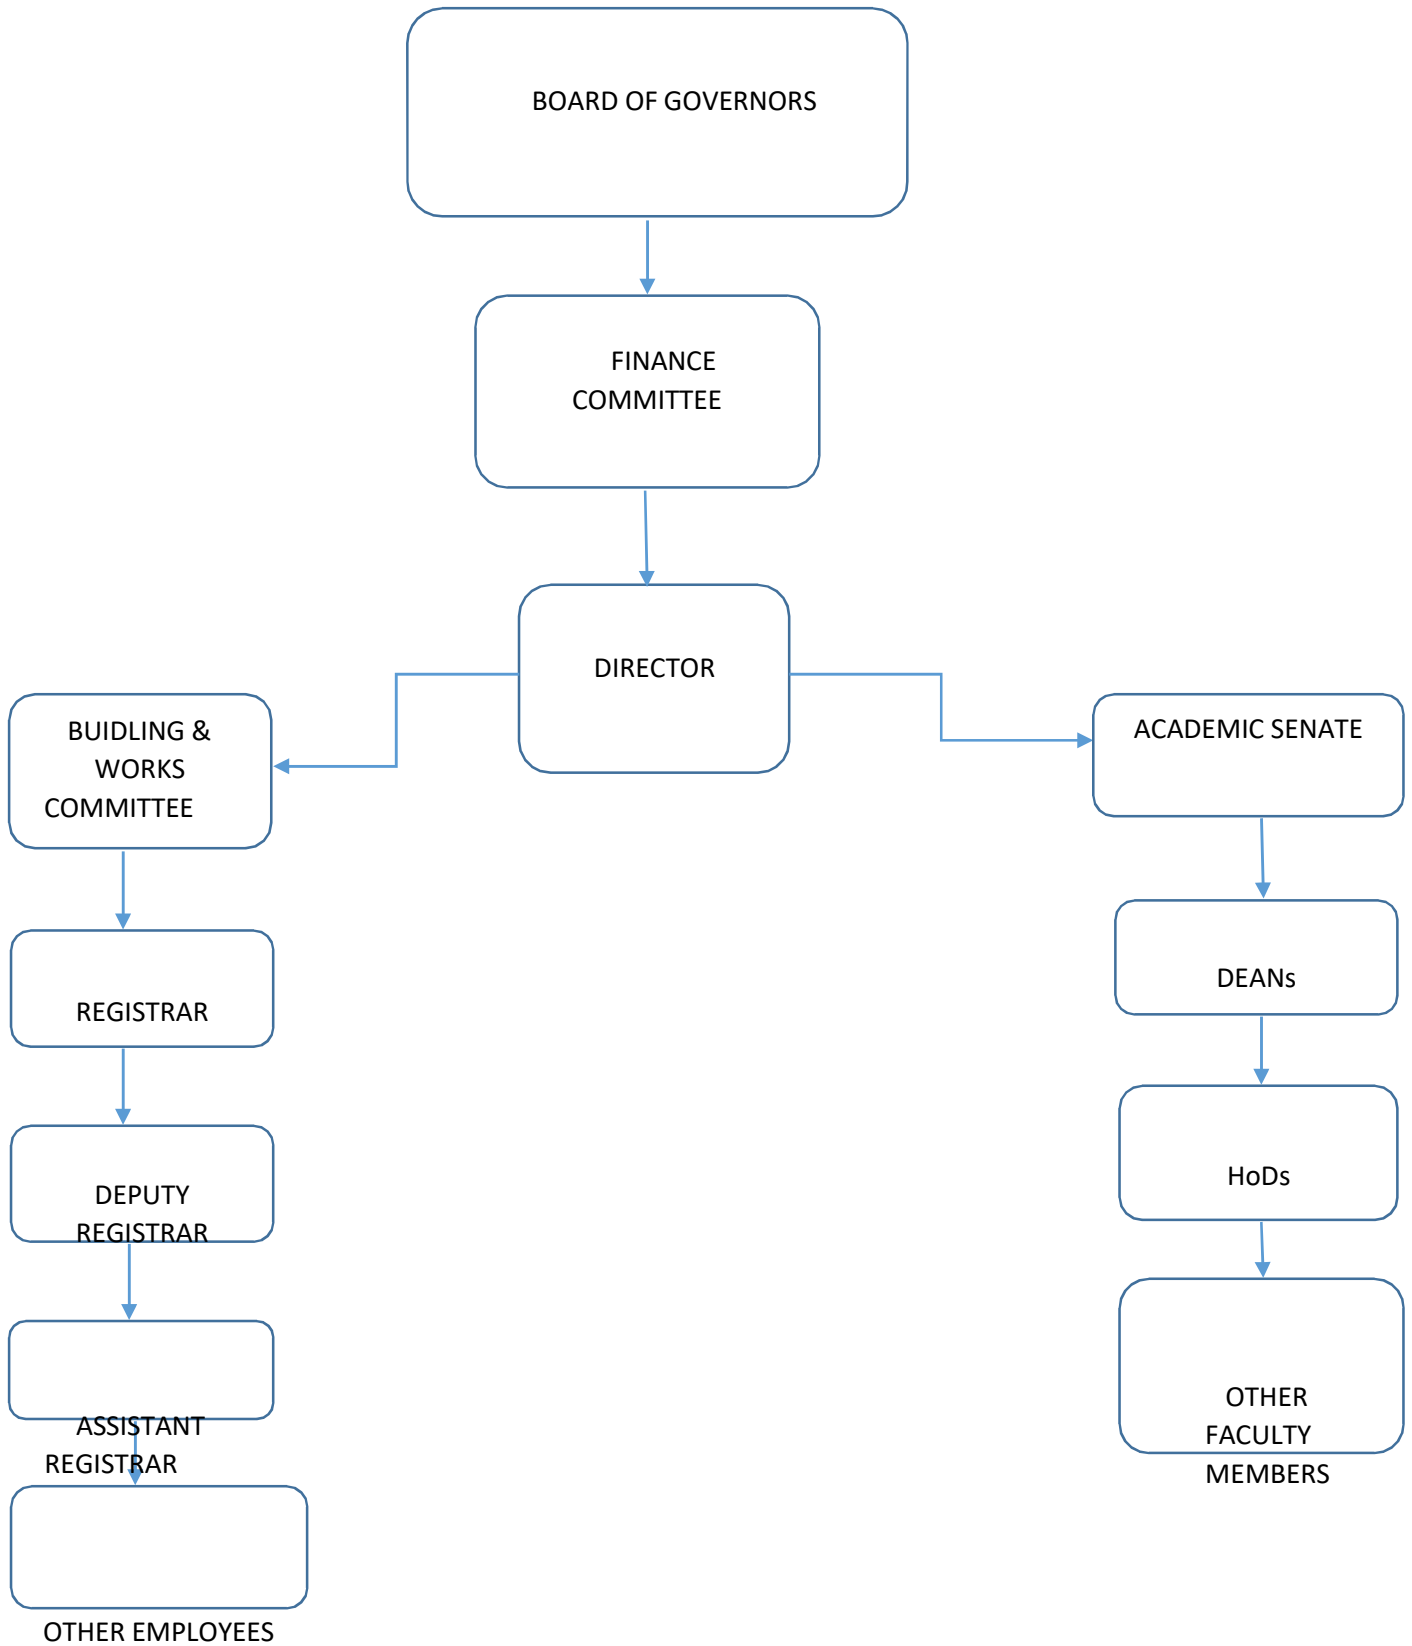 BOARD OF GOVERNORS
FINANCE
COMMITTEE
DIRECTOR
BUIDLING &
WORKS
COMMITTEE
ACADEMIC SENATE
REGISTRAR
DEANs
DEPUTY
REGISTRAR
HoDs
ASSISTANT
REGISTRAR
OTHER
FACULTY
MEMBERS
OTHER EMPLOYEES